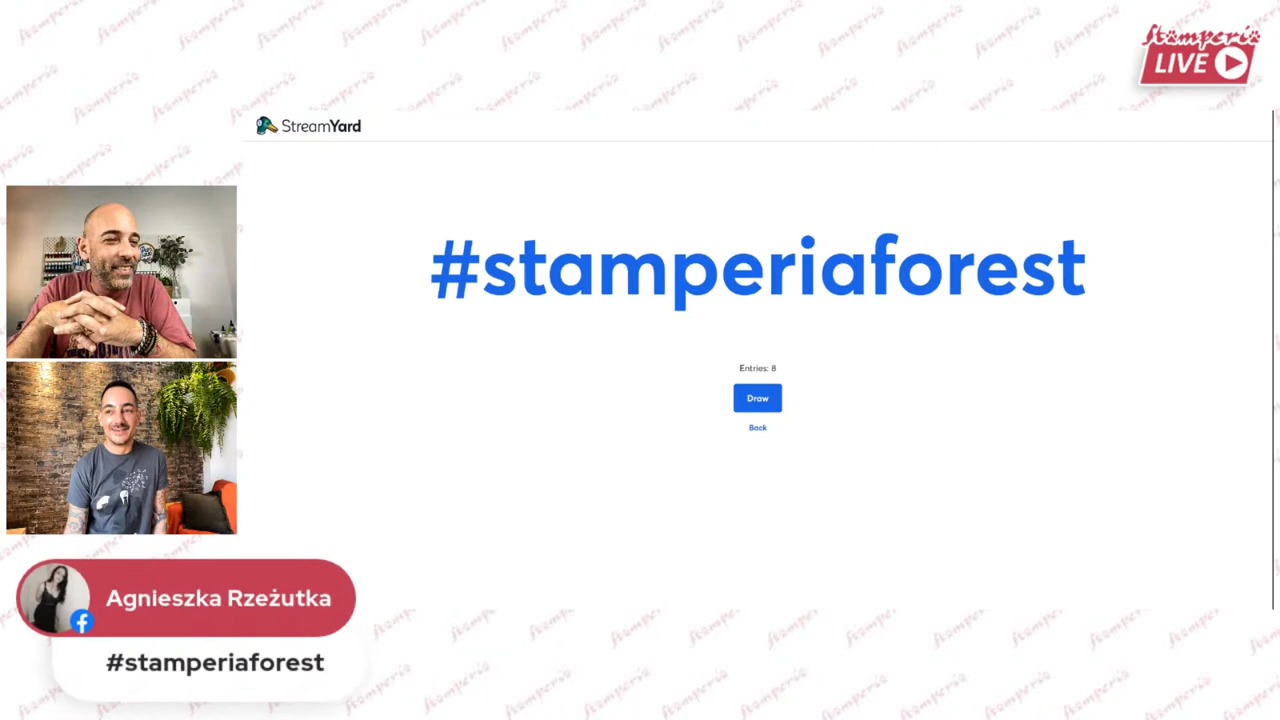 Stamperia
LIVE
StreamYard
#stamperiaforest
Entries: 8
Draw
Back
Agnieszka Rzeżutka
#stamperiaforest